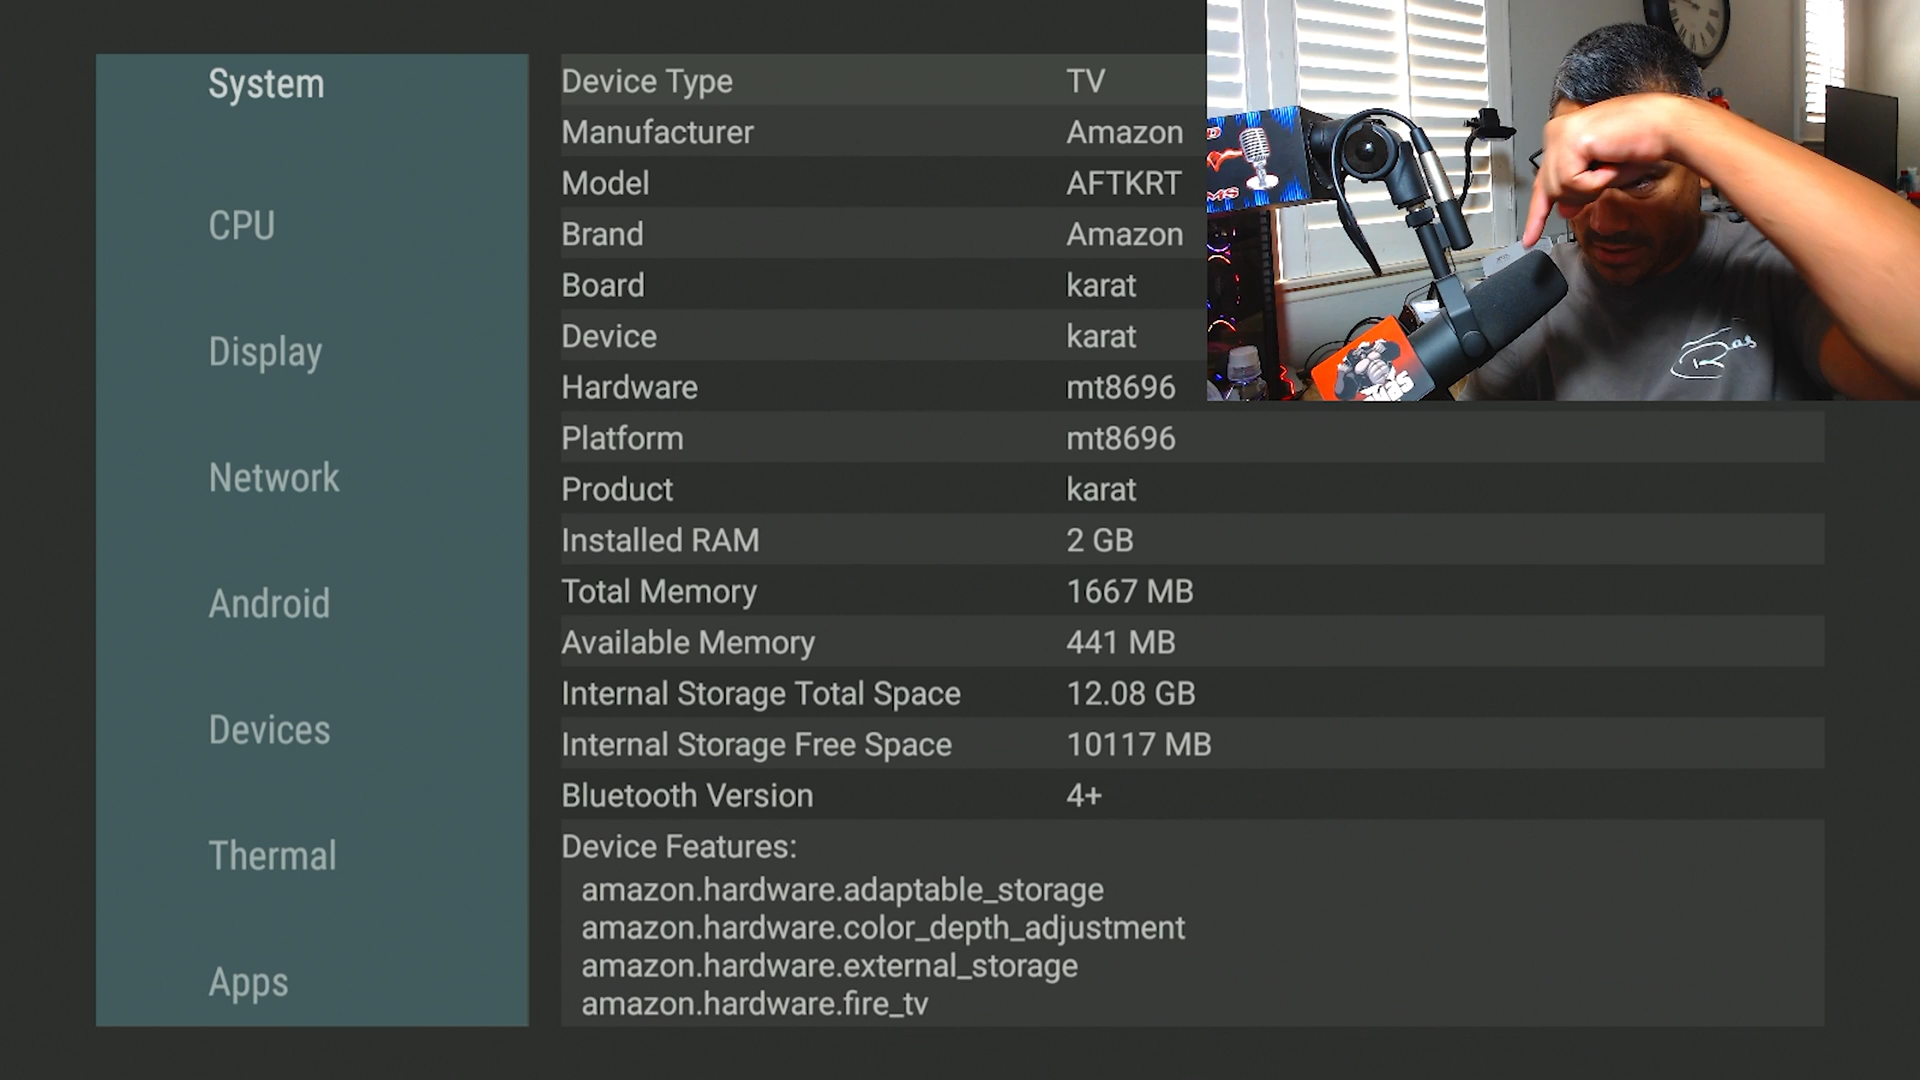 System
CPU
Display
Network
Android
Devices
Thermal
Apps
Device Type TV
Manufacturer Amazon
Model AFTKRT
Brand Amazon
Board karat
Device karat
Hardware mt8696
Platform mt8696
Product karat
Installed RAM 2 GB
Total Memory 1667 MB
Available Memory 441 MB
Internal Storage Total Space 12.08 GB
Internal Storage Free Space 10117 MB
Bluetooth Version 4+
Device Features:
amazon.hardware.adaptable_storage
amazon.hardware.color_depth_adjustment
amazon.hardware.external_storage
amazon.hardware.fire_tv